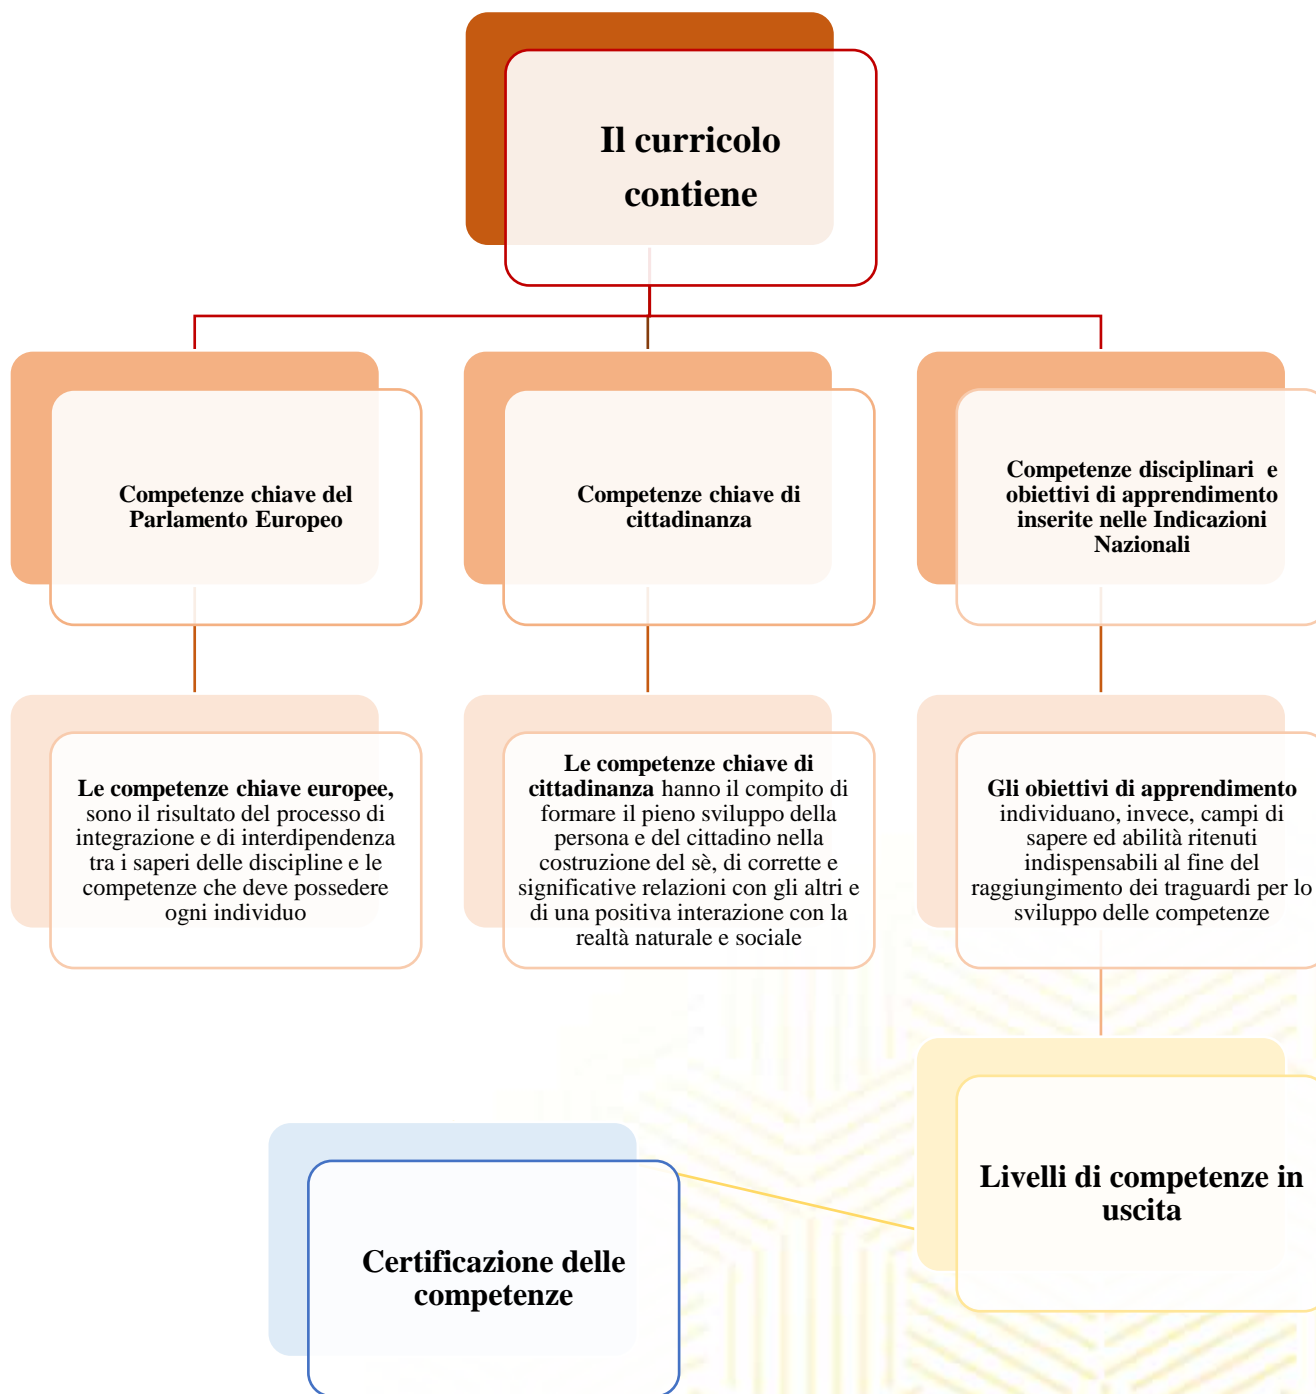 Il curricolo
contiene
Competenze chiave del
Parlamento Europeo
Competenze chiave di
cittadinanza
Competenze disciplinari e
obiettivi di apprendimento
inserite nelle Indicazioni
Nazionali
Le competenze chiave europee,
sono il risultato del processo di
integrazione e di interdipendenza
tra i saperi delle discipline e le
competenze che deve possedere
ogni individuo
Le competenze chiave di
cittadinanza hanno il compito di
formare il pieno sviluppo della
persona e del cittadino nella
costruzione del sè, di corrette e
significative relazioni con gli altri e
di una positiva interazione con la
realtà naturale e sociale
Gli obiettivi di apprendimento
individuano, invece, campi di
sapere ed abilità ritenuti
indispensabili al fine del
raggiungimento dei traguardi per lo
sviluppo delle competenze
Livelli di competenze in
uscita
Certificazione delle
competenze